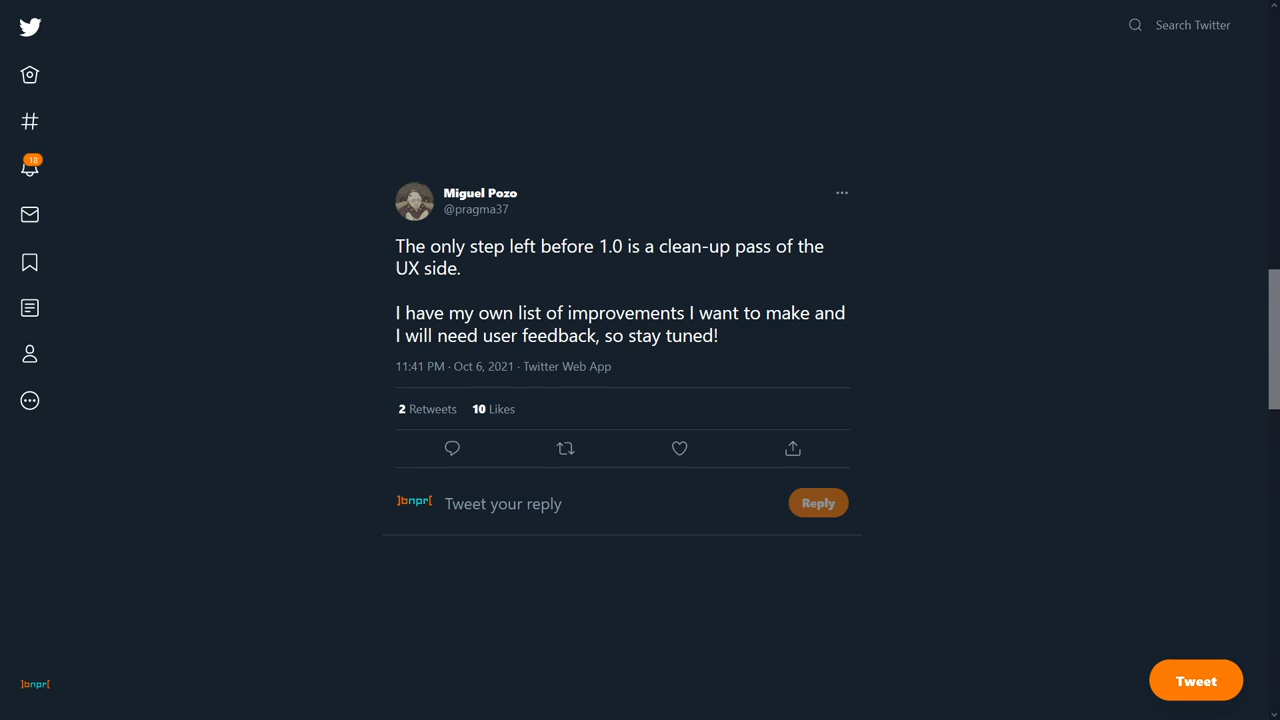 Search Twitter
18
Miguel Pozo
@pragma37
The only step left before 1.0 is a clean-up pass of the
UX side.
I have my own list of improvements I want to make and
I will need user feedback, so stay tuned!
11:41 PM · Oct 6, 2021 · Twitter Web App
2 Retweets 10 Likes
]bnpr[ Tweet your reply Reply
]bnpr[
Tweet